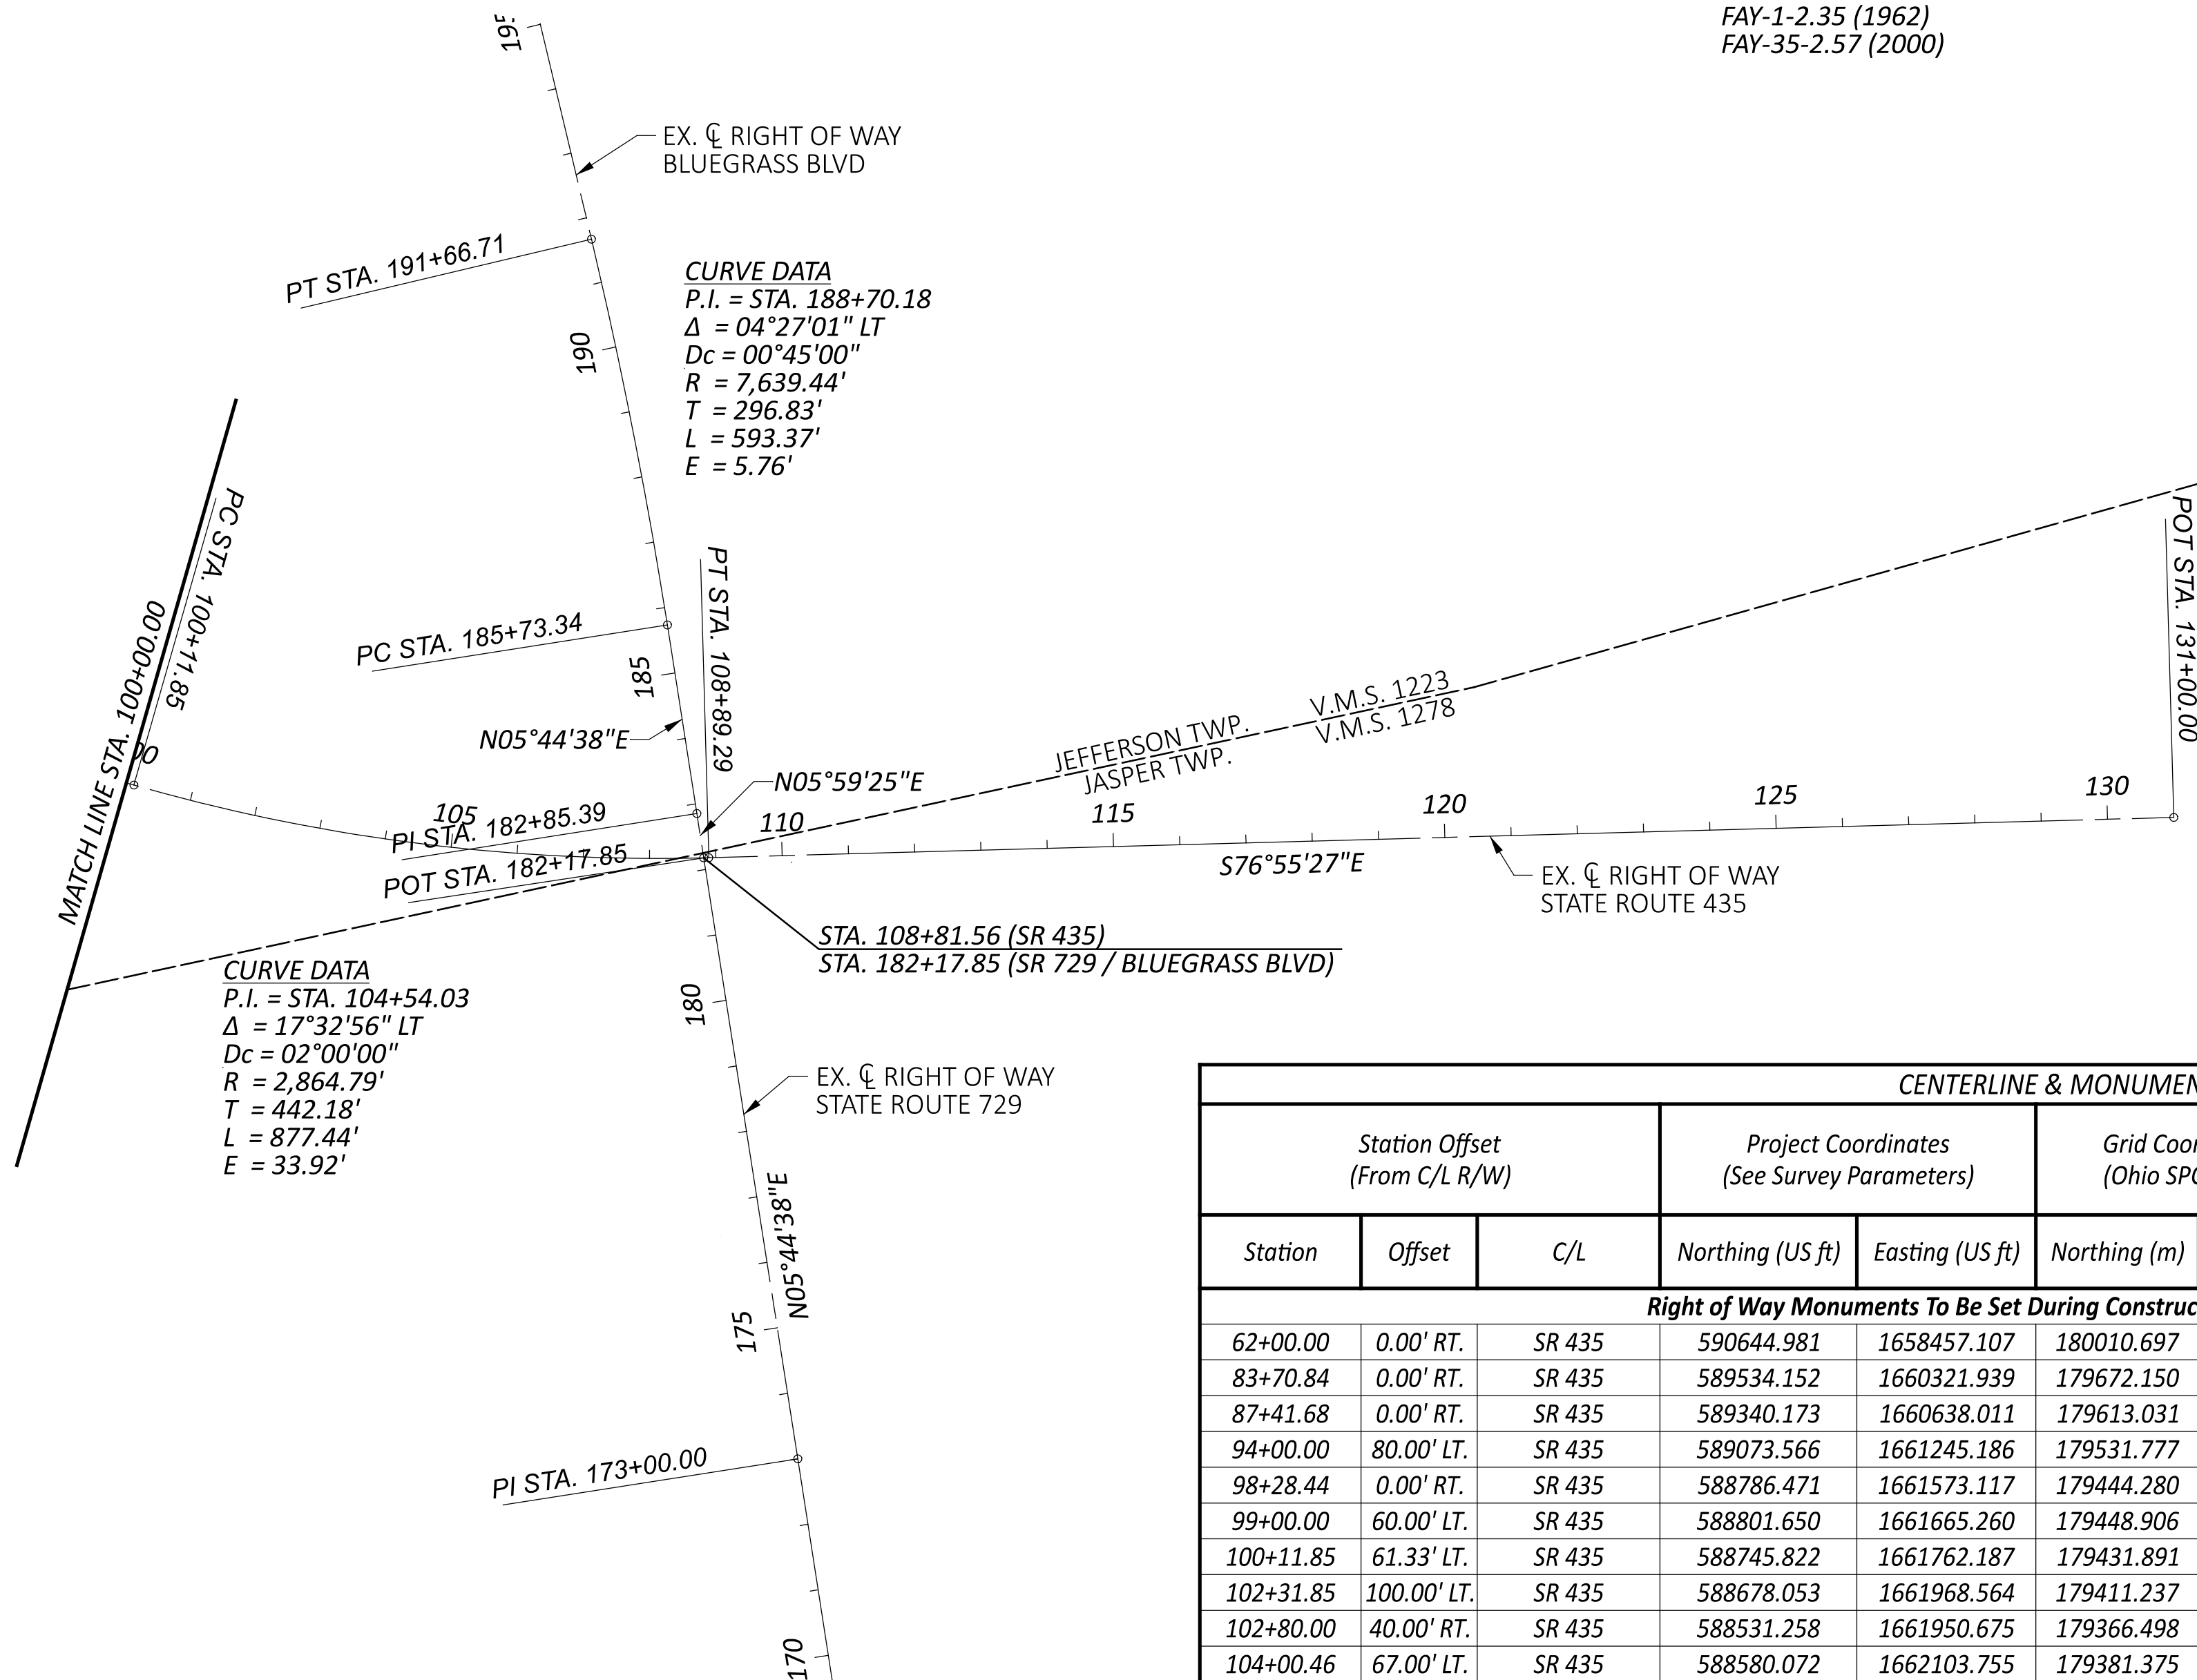 FAY-1-2.35 (1962)
FAY-35-2.57 (2000)
EX. ℄ RIGHT OF WAY
BLUEGRASS BLVD
PT STA. 191+66.71
190
CURVE DATA
P.I. = STA. 188+70.18
Δ = 04°27'01" LT
Dc = 00°45'00"
R = 7,639.44'
T = 296.83'
L = 593.37'
E = 5.76'
MATCH LINE STA. 100+00.00
PC STA. 100+11.85
PC STA. 185+73.34
185
PT STA. 108+89.29
POT STA. 131+00.00
N05°44'38"E
N05°59'25"E
JEFFERSON TWP.
JASPER TWP.
V.M.S. 1223
V.M.S. 1278
105
110
115
120
125
130
PI STA. 182+85.39
POT STA. 182+17.85
S76°55'27"E
EX. ℄ RIGHT OF WAY
STATE ROUTE 435
STA. 108+81.56 (SR 435)
STA. 182+17.85 (SR 729 / BLUEGRASS BLVD)
CURVE DATA
P.I. = STA. 104+54.03
Δ = 17°32'56" LT
Dc = 02°00'00"
R = 2,864.79'
T = 442.18'
L = 877.44'
E = 33.92'
180
EX. ℄ RIGHT OF WAY
STATE ROUTE 729
N05°44'38"E
175
PI STA. 173+00.00
170
CENTERLINE &
Station Offset
(From C/L R/W)
Project Coordinates
(See Survey Parameters)
Grid
(Ohio
Station Offset C/L Northing (US ft) Easting (US ft) Northing (m)
Right of Way Monuments To Be Set During
62+00.00 0.00' RT. SR 435 590644.981 1658457.107 180010.697
83+70.84 0.00' RT. SR 435 589534.152 1660321.939 179672.150
87+41.68 0.00' RT. SR 435 589340.173 1660638.011 179613.031
94+00.00 80.00' LT. SR 435 589073.566 1661245.186 179531.777
98+28.44 0.00' RT. SR 435 588786.471 1661573.117 179444.280
99+00.00 60.00' LT. SR 435 588801.650 1661665.260 179448.906
100+11.85 61.33' LT. SR 435 588745.822 1661762.187 179431.891
102+31.85 100.00' LT. SR 435 588678.053 1661968.564 179411.237
102+80.00 40.00' RT. SR 435 588531.258 1661950.675 179366.498
104+00.46 67.00' LT. SR 435 588580.072 1662103.755 179381.375